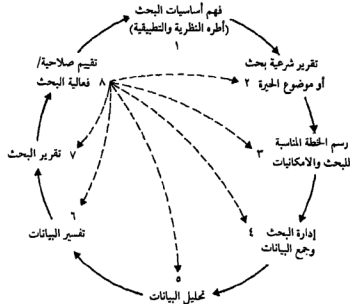 فهم أساسيات البحث
(أطره النظرية والتطبيقية)
١
تقرير شرعية بحث
٢ أو موضوع الحيرة
رسم الخطة المناسبة
٣ للبحث والامكانيات
٤ إدارة البحث
وجمع البيانات
٥
تحليل البيانات
٦
تفسير البيانات
٧ تقرير البحث
تقييم صلاحية/
٨ فعالية البحث